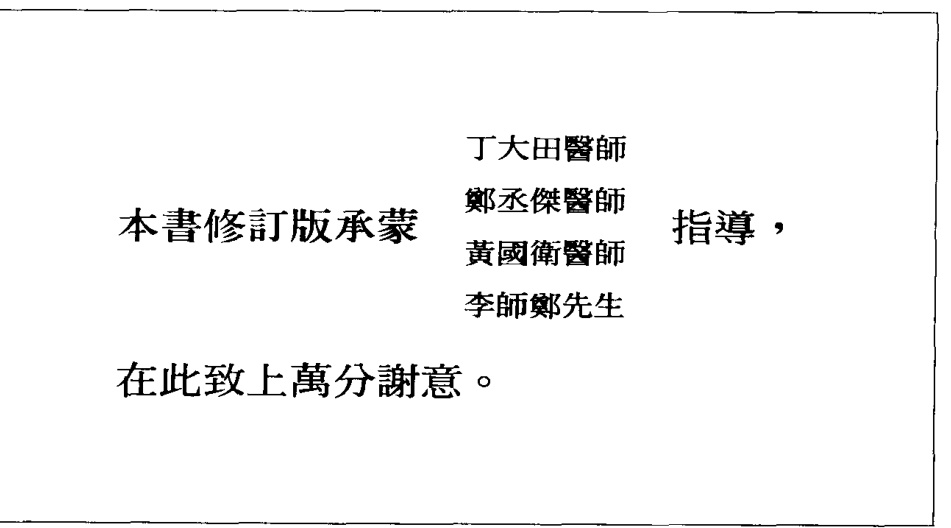 本書修訂版承蒙
丁大田醫師
鄭丞傑醫師
黃國衛醫師
李師鄭先生
指導，
在此致上萬分謝意。